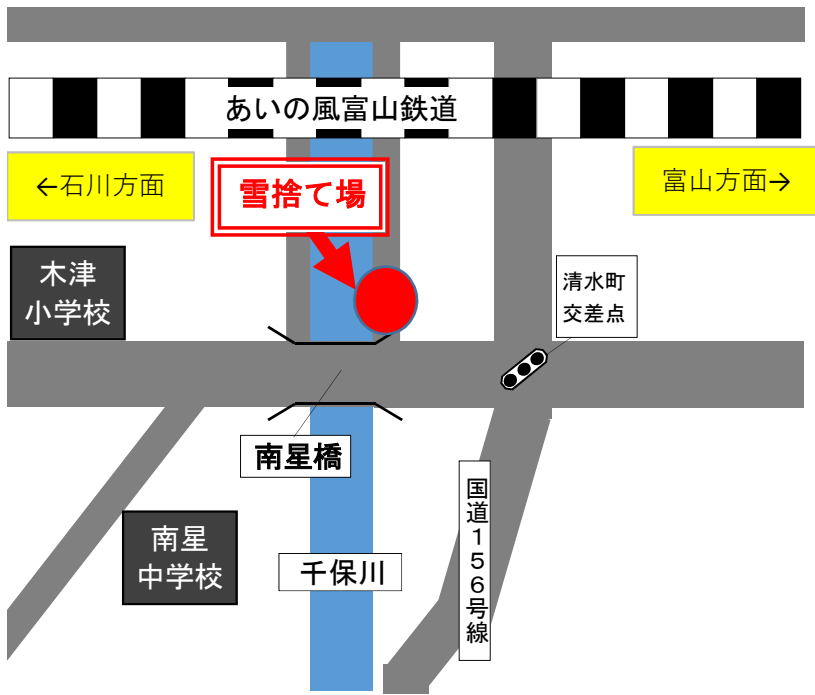 あいの風富山鉄道
←石川方面
雪捨て場
富山方面→
木津
小学校
清水町
交差点
南星橋
国道156号線
南星
中学校
千保川